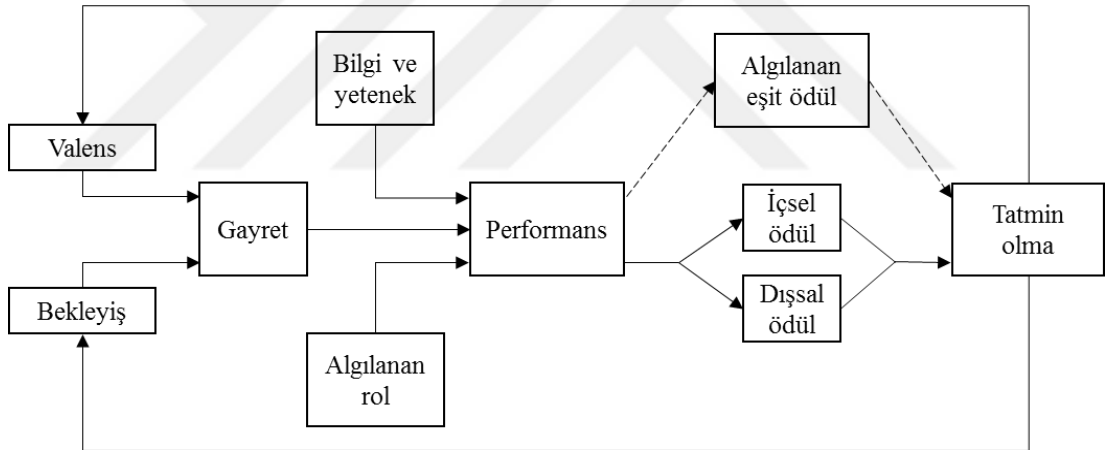 Bilgi ve
yetenek
Algılanan
eşit ödül
Valens
Gayret
Performans
İçsel
ödül
Tatmin
olma
Bekleyiş
Dışsal
ödül
Algılanan
rol